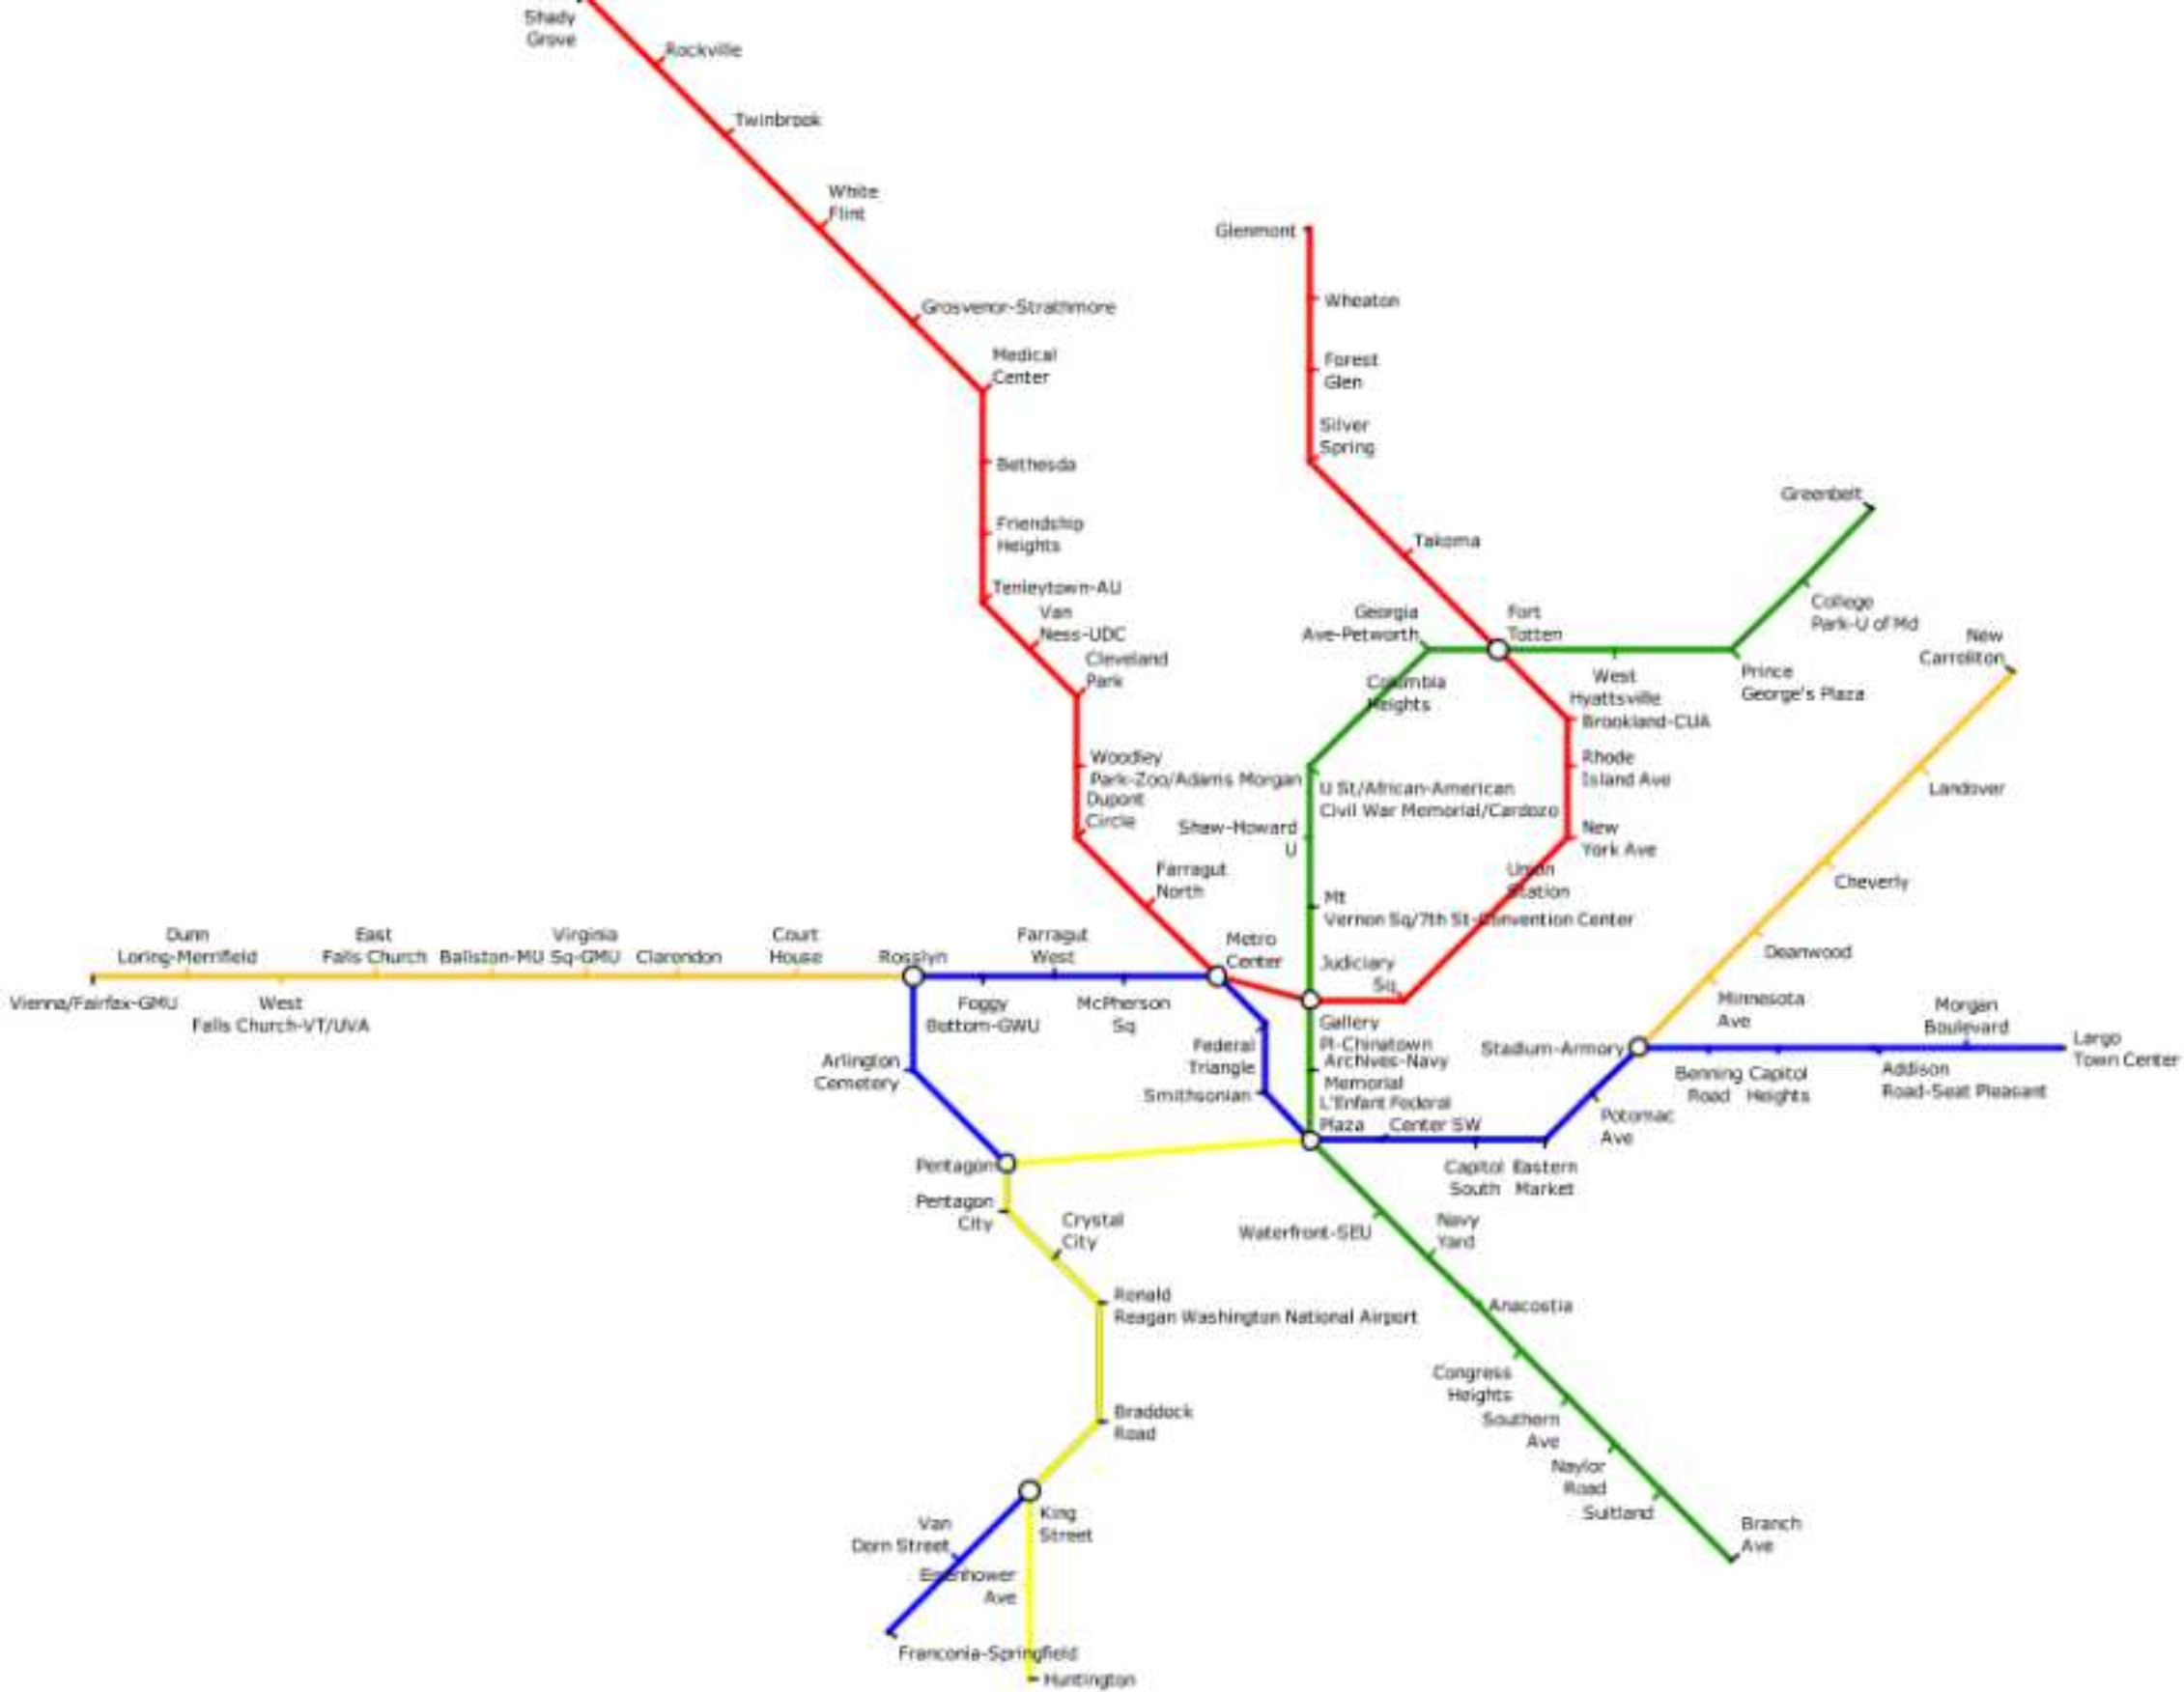 Shady
Grove
Rockville
Twinbrook
White
Flint
Glenmont
Wheaton
Grosvenor-Strathmore
Medical
Center
Forest
Glen
Silver
Spring
Bethesda
Greenbelt
Friendship
Heights
Takoma
Tenleytown-AU
Van
Ness-UDC
Georgia
Ave-Petworth
Fort
Totten
College
Park-U of Md
New
Carrollton
Cleveland
Park
Columbia
Heights
West
Hyattsville
Prince
George's Plaza
Brookland-CUA
Woodley
Park-Zoo/Adams Morgan
Rhode
Island Ave
U St/African-American
Civil War Memorial/Cardozo
Landover
Dupont
Circle
Shaw-Howard
U
New
York Ave
Farragut
North
Union
Station
Cheverly
Mt
Vernon Sq/7th St-Convention Center
Dunn
Loring-Merrifield
East
Falls Church
Ballston-MU
Virginia
Sq-GMU
Clarendon
Court
House
Rosslyn
Farragut
West
Metro
Center
Judiciary
Sq
Deanwood
Vienna/Fairfax-GMU
West
Falls Church-VT/UVA
Foggy
Bottom-GWU
McPherson
Sq
Minnesota
Ave
Morgan
Boulevard
Gallery
Pl-Chinatown
Federal
Triangle
Stadium-Armory
Largo
Town Center
Arlington
Cemetery
Archives-Navy
Memorial
Benning
Road
Capitol
Heights
Addison
Road-Seat Pleasant
Smithsonian
L'Enfant
Plaza
Federal
Center SW
Potomac
Ave
Pentagon
Capitol
South
Eastern
Market
Pentagon
City
Crystal
City
Waterfront-SEU
Navy
Yard
Ronald
Reagan Washington National Airport
Anacostia
Congress
Heights
Braddock
Road
Southern
Ave
Naylor
Road
King
Street
Suitland
Van
Dorn Street
Branch
Ave
Eisenhower
Ave
Franconia-Springfield
Huntington